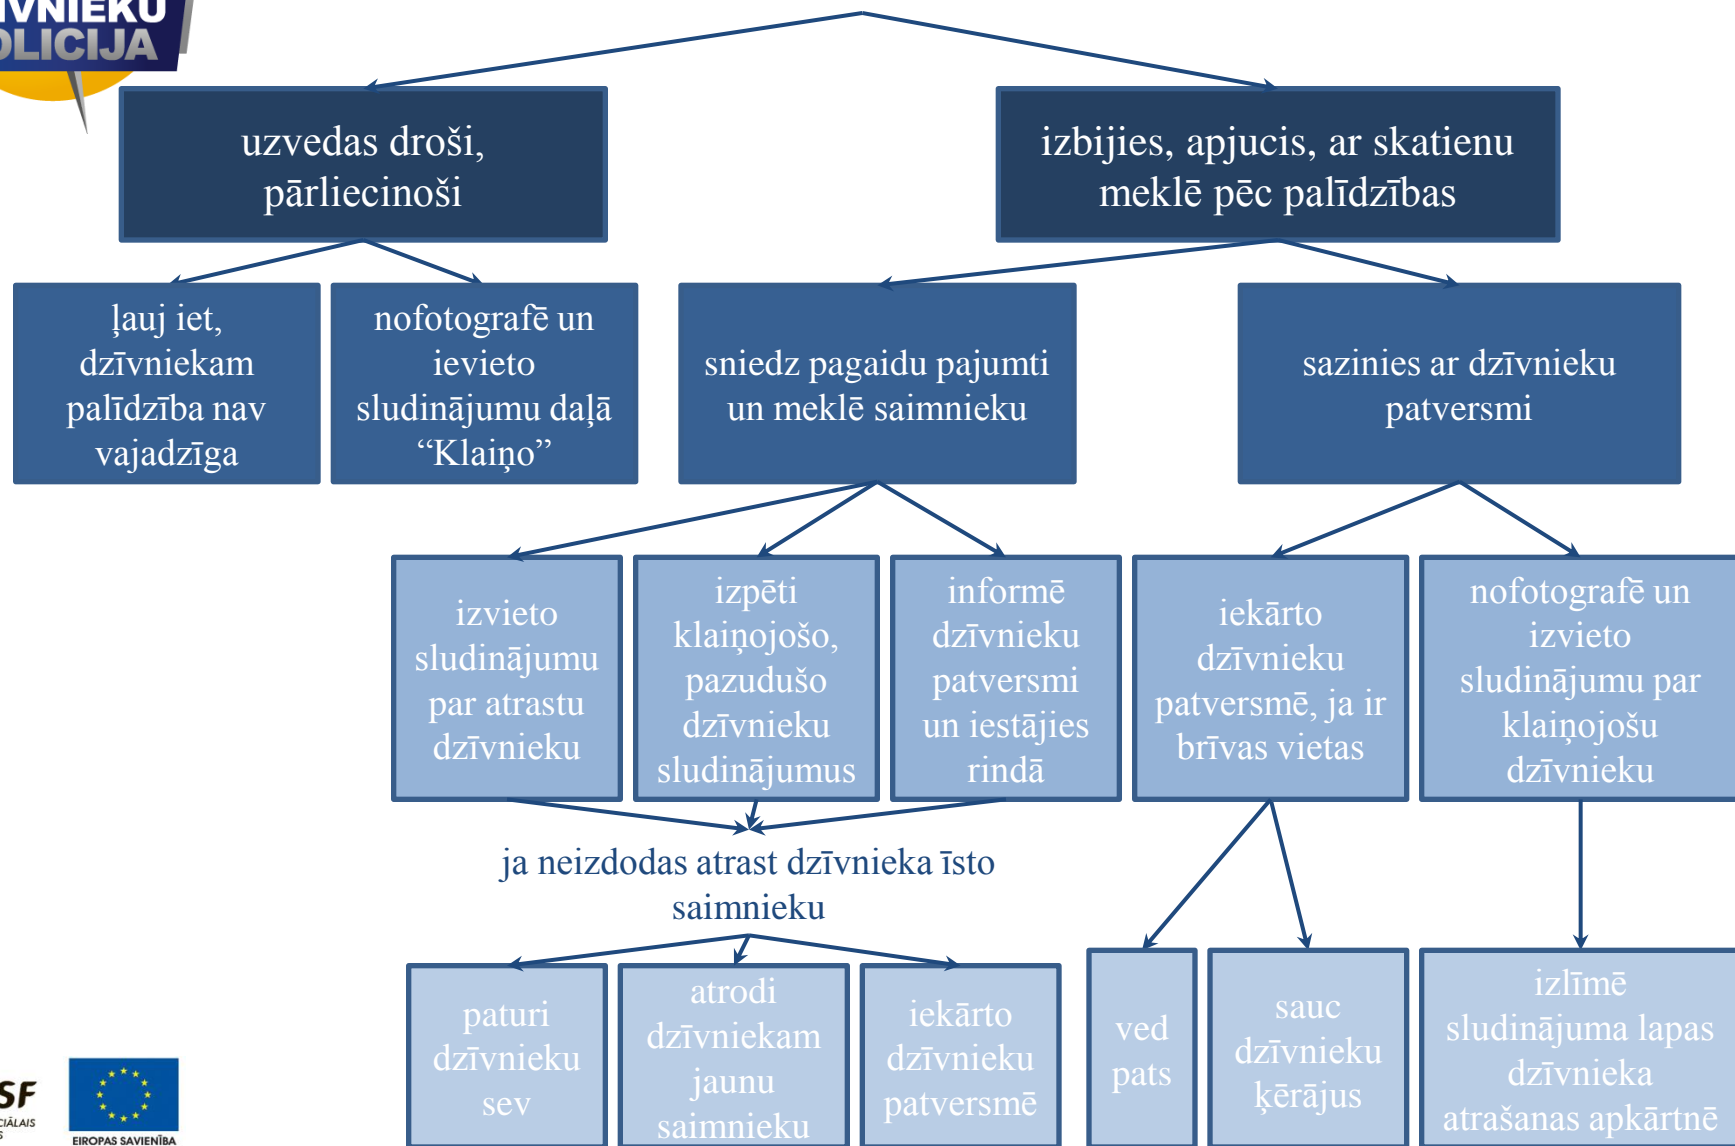 IVNIEKU
OLICIJA
uzvedas droši,
pārliecinoši
izbijies, apjucis, ar skatienu
meklē pēc palīdzības
ļauj iet,
dzīvniekam
palīdzība nav
vajadzīga
nofotografē un
ievieto
sludinājumu daļā
“Klaiņo”
sniedz pagaidu pajumti
un meklē saimnieku
sazinies ar dzīvnieku
patversmi
izvieto
sludinājumu
par atrastu
dzīvnieku
izpēti
klaiņojošo,
pazudušo
dzīvnieku
sludinājumus
informē
dzīvnieku
patversmi
un iestājies
rindā
iekārto
dzīvnieku
patversmē, ja ir
brīvas vietas
nofotografē un
izvieto
sludinājumu par
klaiņojošu
dzīvnieku
ja neizdodas atrast dzīvnieka īsto
saimnieku
paturi
dzīvnieku
sev
atrodi
dzīvniekam
jaunu
saimnieku
iekārto
dzīvnieku
patversmē
ved
pats
sauc
dzīvnieku
ķērājus
izlīmē
sludinājuma lapas
dzīvnieka
atrašanas apkārtnē
SF
CIĀLAIS
S
EIROPAS SAVIENĪBA